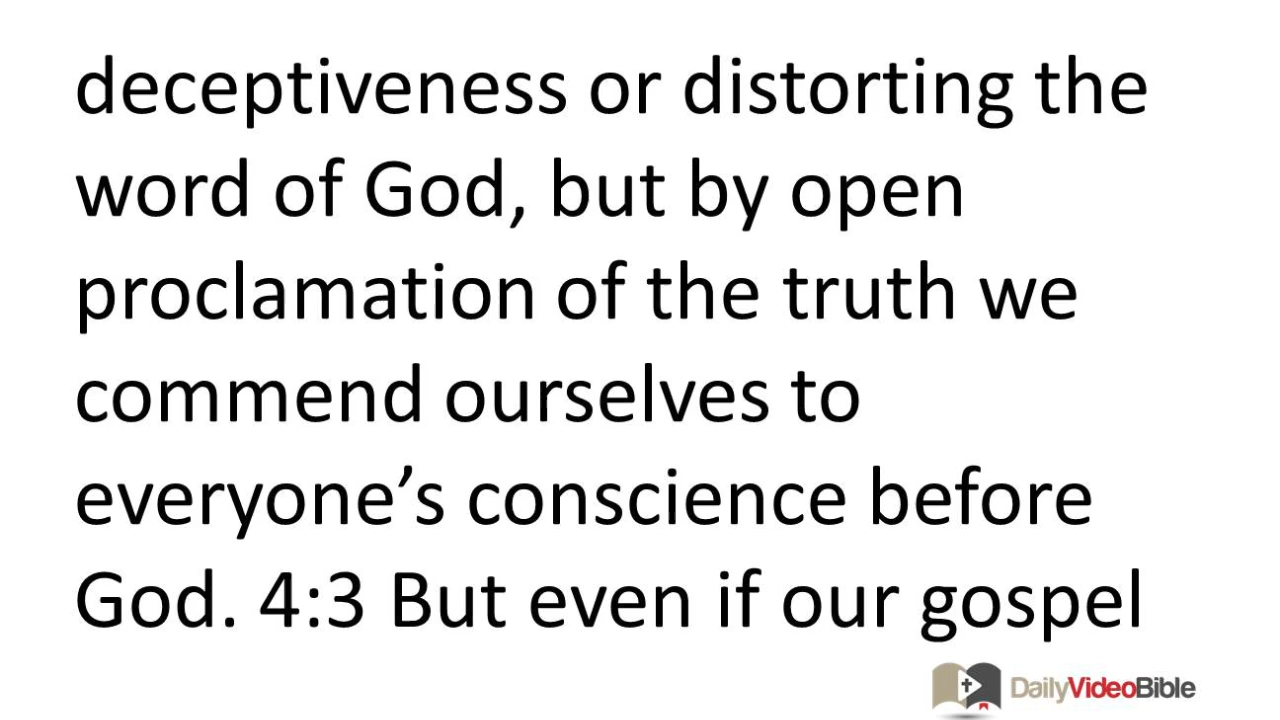 deceptiveness or distorting the
word of God, but by open
proclamation of the truth we
commend ourselves to
everyone’s conscience before
God. 4:3 But even if our gospel
DailyVideoBible